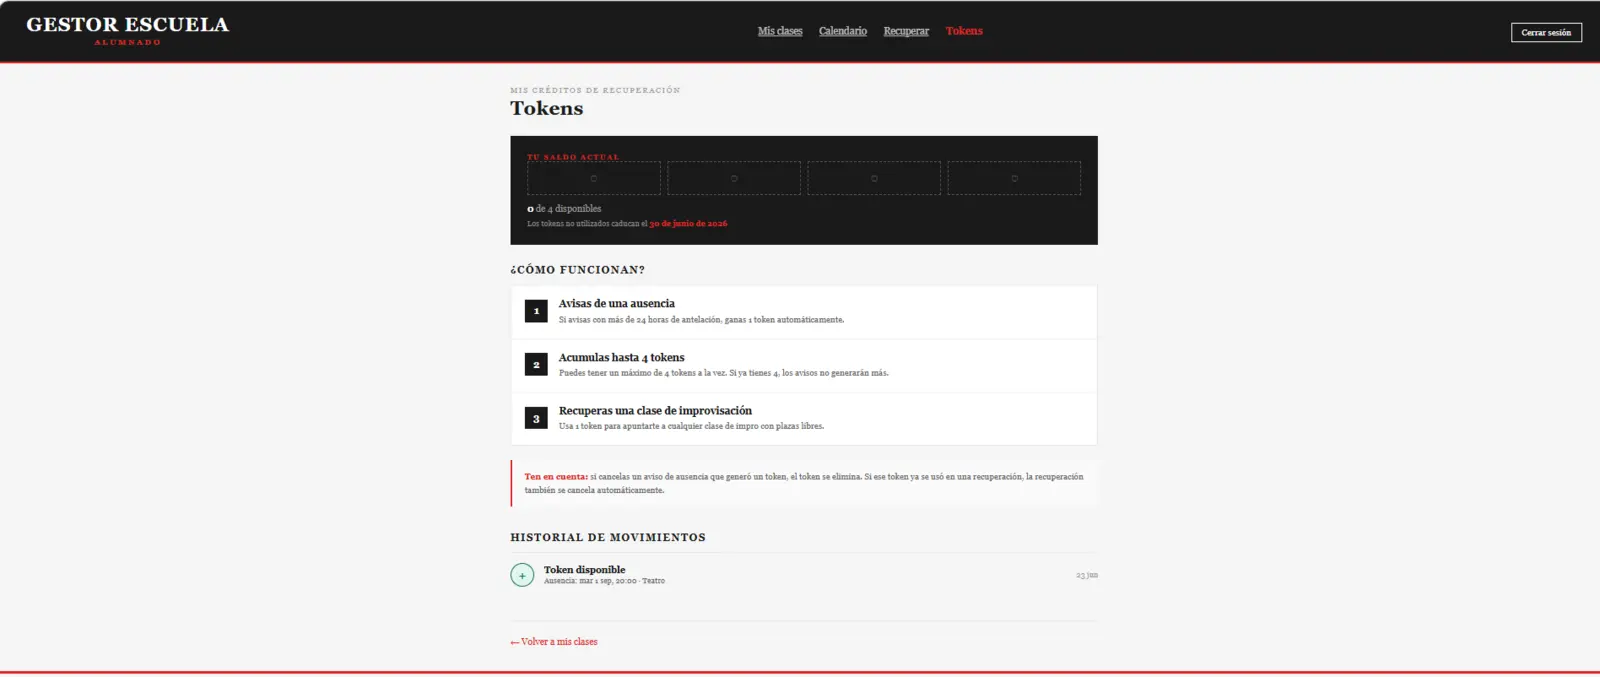 GESTOR ESCUELA
ALUMNADO
Mis clases
Calendario
Recuperar
Tokens
Cerrar sesión
MIS CRÉDITOS DE RECUPERACIÓN
Tokens
TU SALDO ACTUAL
0 de 4 disponibles
Los tokens no utilizados caducan el 30 de junio de 2026
¿CÓMO FUNCIONAN?
1
Avisas de una ausencia
Si avisas con más de 24 horas de antelación, ganas 1 token automáticamente.
2
Acumulas hasta 4 tokens
Puedes tener un máximo de 4 tokens a la vez. Si ya tienes 4, los avisos no generarán más.
3
Recuperas una clase de improvisación
Usa 1 token para apuntarte a cualquier clase de impro con plazas libres.
Ten en cuenta: si cancelas un aviso de ausencia que generó un token, el token se elimina. Si ese token ya se usó en una recuperación, la recuperación
también se cancela automáticamente.
HISTORIAL DE MOVIMIENTOS
+
Token disponible
Ausencia: mar 1 sep, 20:00 · Teatro
23 jun
← Volver a mis clases